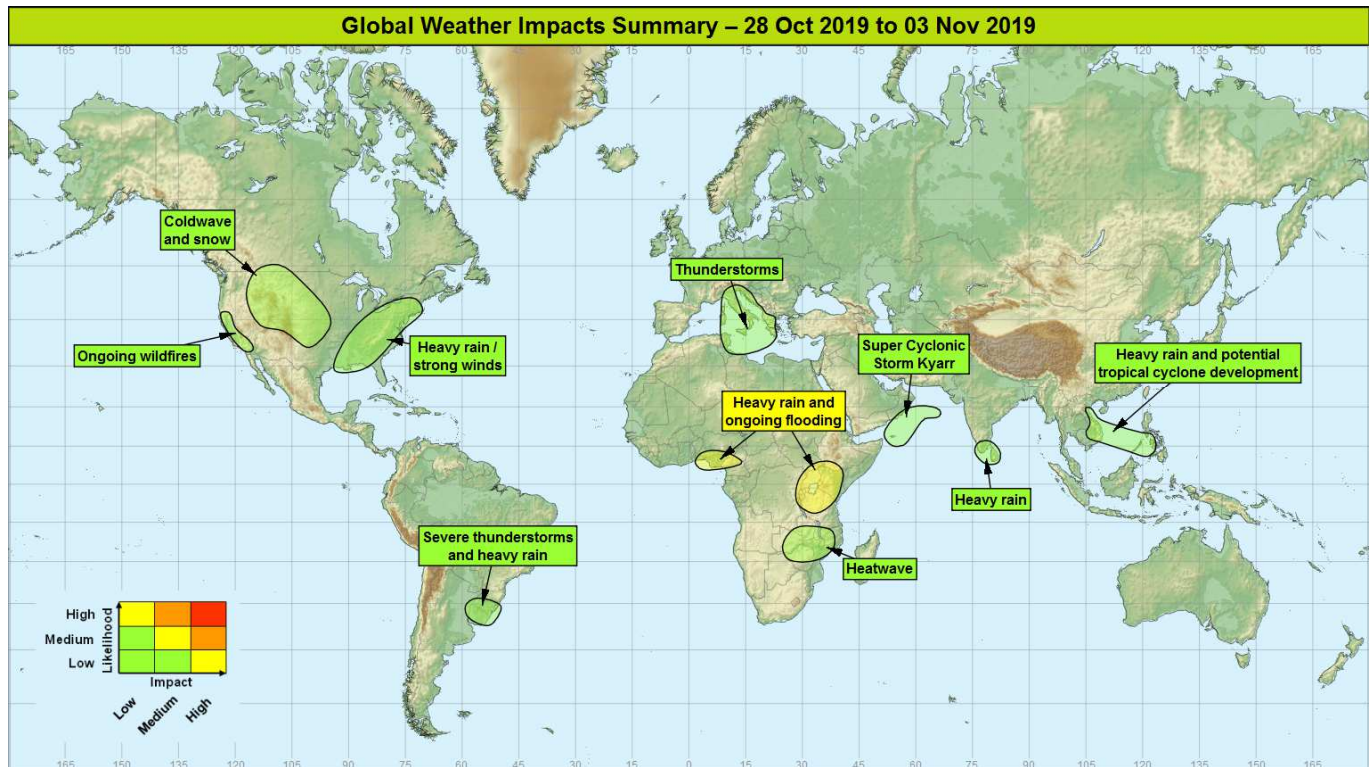 Global Weather Impacts Summary – 28 Oct 2019 to 03 Nov 2019
165 150 135 120 105 90 75 60 45 30 15 0 15 30 45 60 75 90 105 120 135 150 165
Coldwave
and snow
Ongoing wildfires
Heavy rain /
strong winds
Thunderstorms
Super Cyclonic
Storm Kyarr
Heavy rain and potential
tropical cyclone development
Heavy rain and
ongoing flooding
Heavy rain
Severe thunderstorms
and heavy rain
Heatwave
High
Medium
Low
Likelihood
Impact
Low
Medium
High
165 150 135 120 105 90 75 60 45 30 15 0 15 30 45 60 75 90 105 120 135 150 165